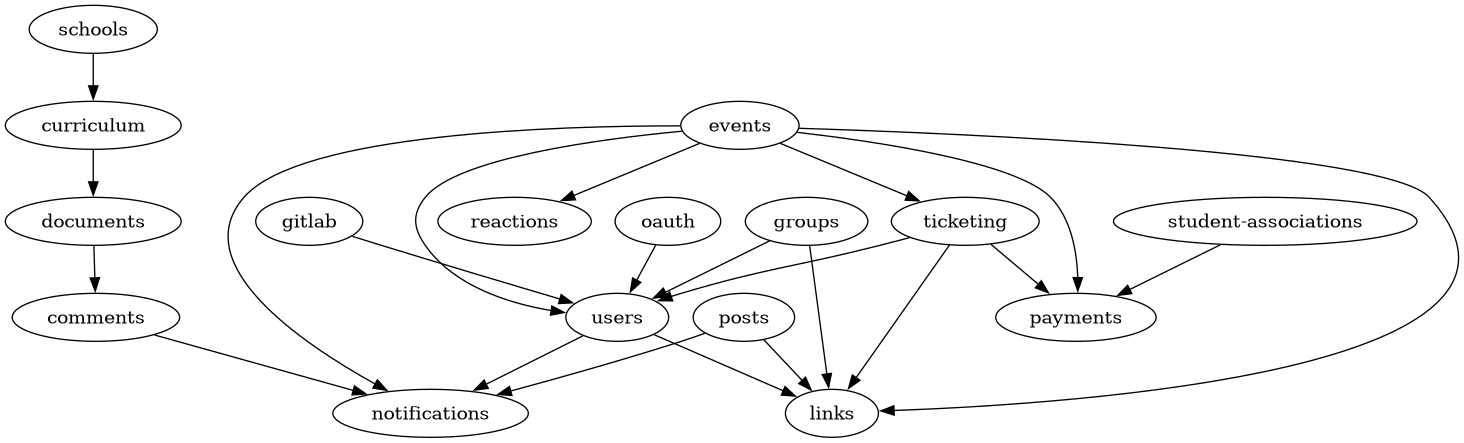 schools
curriculum
events
documents
gitlab
reactions
oauth
groups
ticketing
student-associations
comments
users
posts
payments
notifications
links